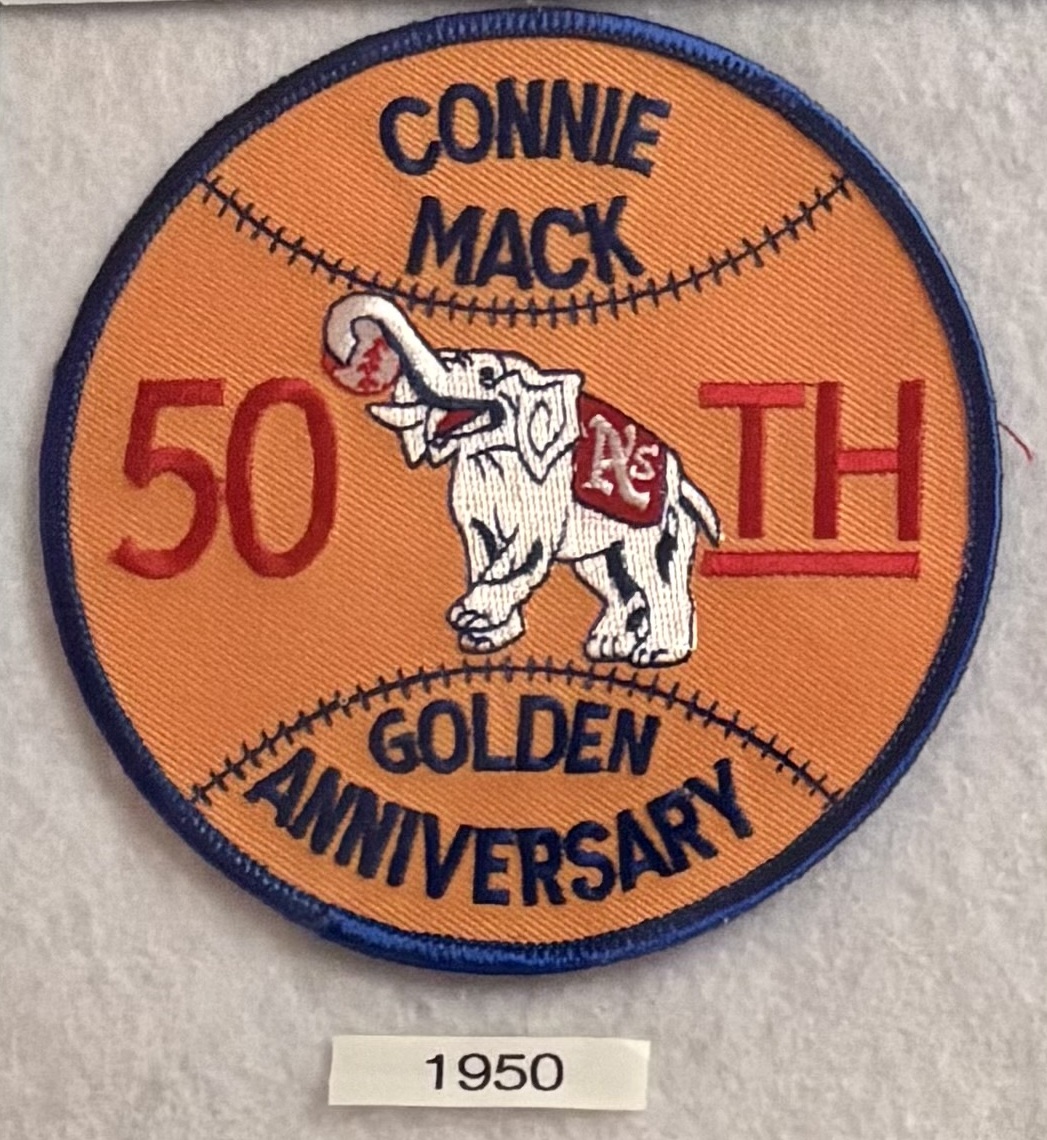 CONNIE
MACK
50 TH
A's
GOLDEN
ANNIVERSARY
1950